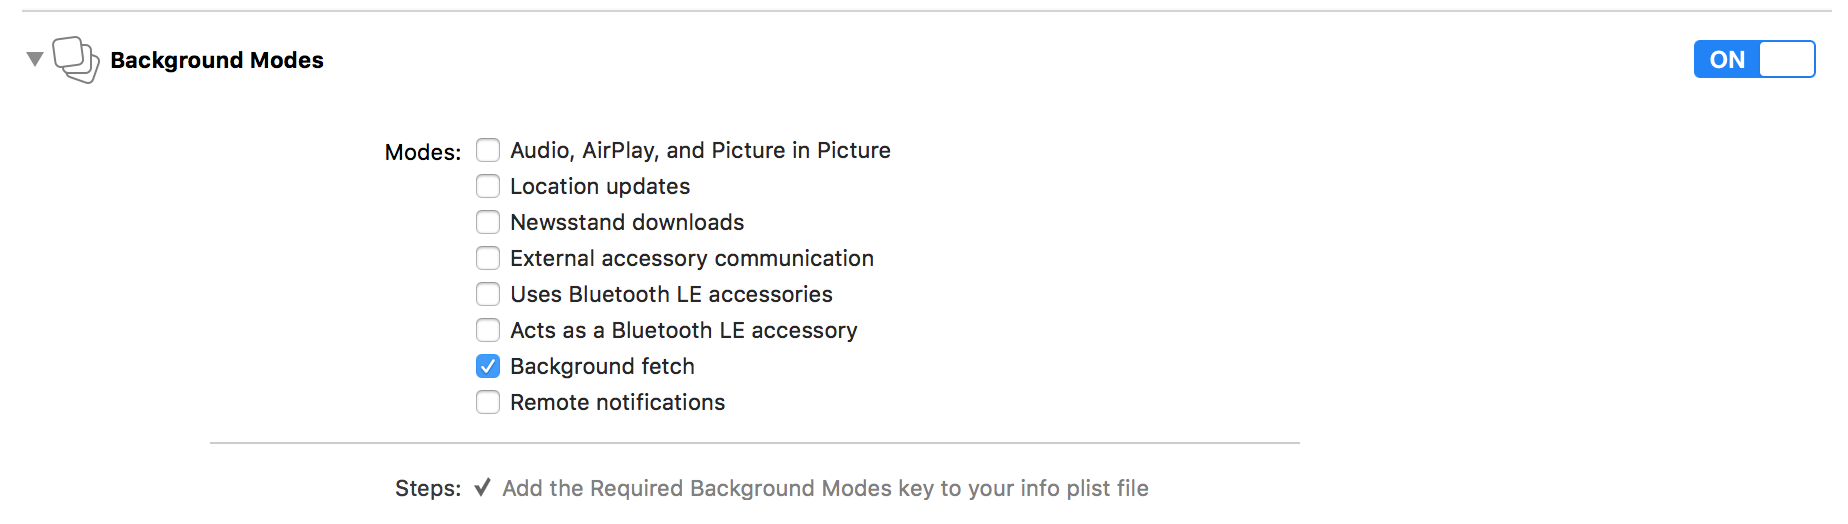 Background Modes
ON
Modes:
Audio, AirPlay, and Picture in Picture
Location updates
Newsstand downloads
External accessory communication
Uses Bluetooth LE accessories
Acts as a Bluetooth LE accessory
Background fetch
Remote notifications
Steps: ✓ Add the Required Background Modes key to your info plist file